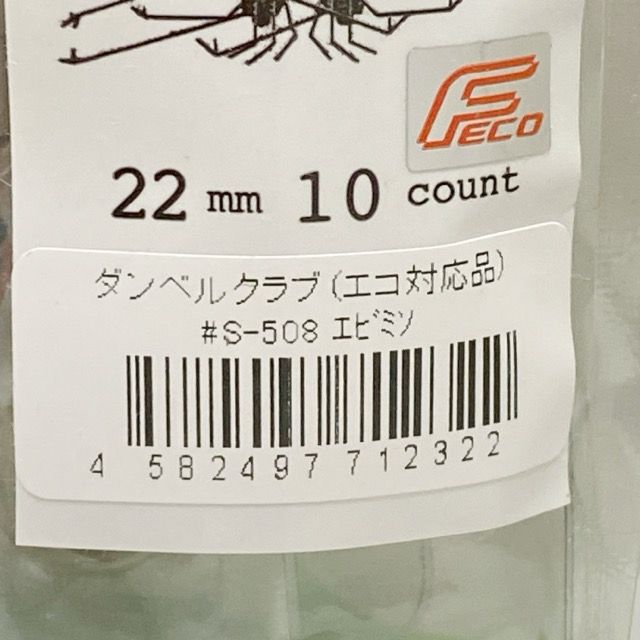 FECO
22 mm 10 count
ダンベルクラブ(エコ対応品)
#S-508 エビミソ
4 582497 712322